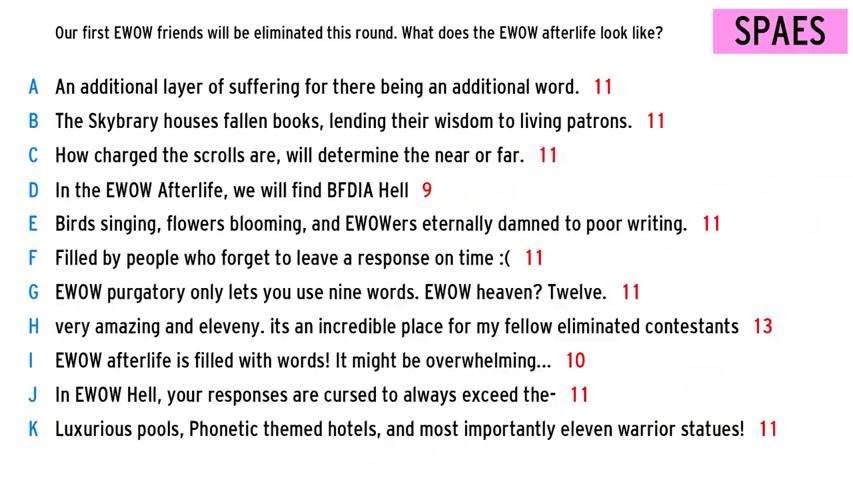 Our first EWOW friends will be eliminated this round. What does the EWOW afterlife look like?
SPAES
A An additional layer of suffering for there being an additional word. 11
B The Skybrary houses fallen books, lending their wisdom to living patrons. 11
C How charged the scrolls are, will determine the near or far. 11
D In the EWOW Afterlife, we will find BFDIA Hell 9
E Birds singing, flowers blooming, and EWOWers eternally damned to poor writing. 11
F Filled by people who forget to leave a response on time :( 11
G EWOW purgatory only lets you use nine words. EWOW heaven? Twelve. 11
H very amazing and eleveny. its an incredible place for my fellow eliminated contestants 13
I EWOW afterlife is filled with words! It might be overwhelming... 10
J In EWOW Hell, your responses are cursed to always exceed the- 11
K Luxurious pools, Phonetic themed hotels, and most importantly eleven warrior statues! 11